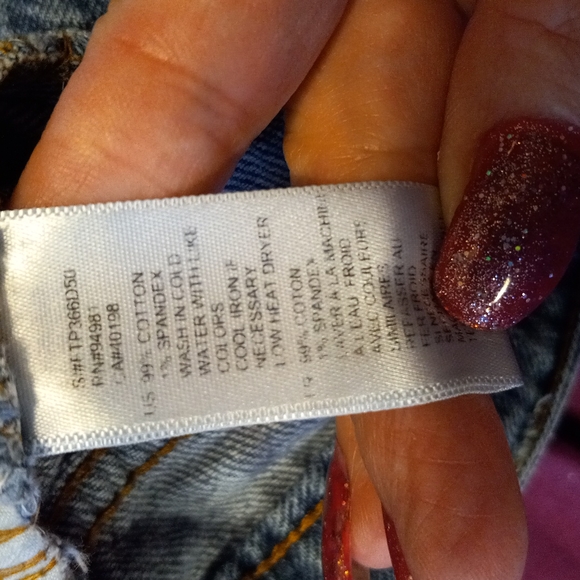 S#FTP366D50
RN#94981
CA#40198
US 99% COTTON
1% SPANDEX
WASH IN COLD
WATER WITH LIKE
COLORS
COOL IRON IF
NECESSARY
LOW HEAT DRYER
99% COTON
1% SPANDEX
LAVER A LA MACHINE
A L EAU FROID
AVEC COULEURS
SIMILAIRES
REPASSER AU
FER FROID